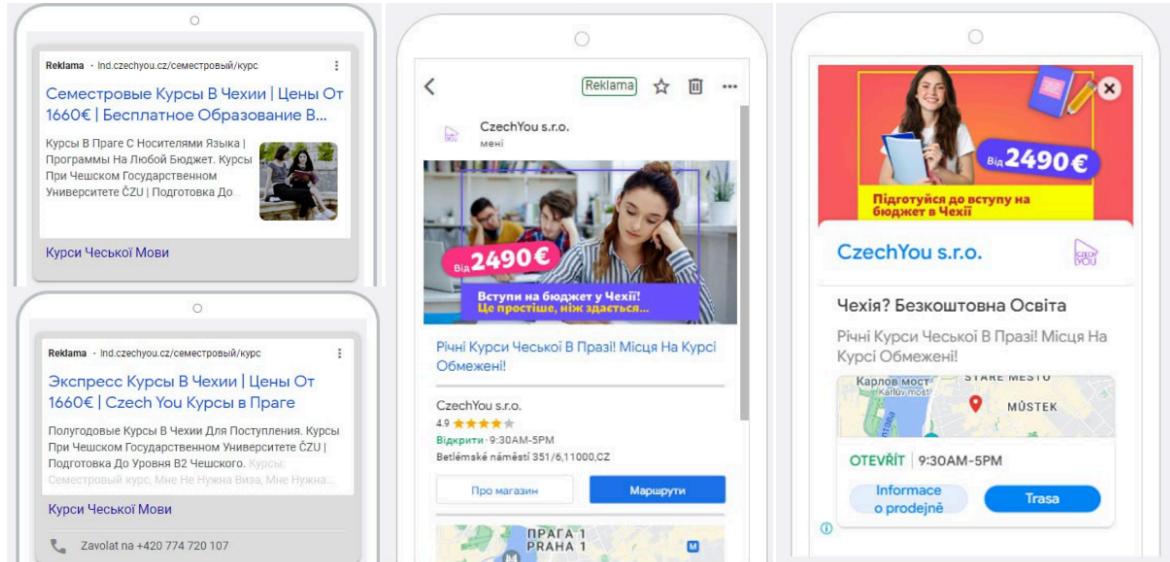 Reklama · lnd.czechyou.cz/семестровый/курс
Семестровые Курсы В Чехии | Цены От
1660€ | Бесплатное Образование В...
Курсы В Праге С Носителями Языка |
Программы На Любой Бюджет. Курсы
При Чешском Государственном
Университете ČZU | Подготовка До...
Курси Чеської Мови
Reklama · lnd.czechyou.cz/семестровый/курс
Экспресс Курсы В Чехии | Цены От
1660€ | Czech You Курсы в Праге
Полугодовые Курсы В Чехии Для Поступления. Курсы
При Чешском Государственном Университете ČZU |
Подготовка До Уровня В2 Чешского. Курсы:
Семестровый курс, Мне Не Нужна Виза, Мне Нужна...
Курси Чеської Мови
Zavolat na +420 774 720 107
Reklama
CzechYou s.r.o.
мені
Від 2490€
Вступи на бюджет у Чехії!
Це простіше, ніж здається...
Річні Курси Чеської В Празі! Місця На Курсі
Обмежені!
CzechYou s.r.o.
4.9
Відкрити · 9:30AM-5PM
Betlémské náměstí 351/6,11000,CZ
Про магазин
Маршрути
ПРАГА 1
PRAHA 1
M
M
Від 2490€
Підготуйся до вступу на
бюджет в Чехії
CzechYou s.r.o.
CZECH
YOU
Чехія? Безкоштовна Освіта
Річні Курси Чеської В Празі! Місця На
Курсі Обмежені!
Карлов мост
Karlův most
STARÉ MĚSTO
MŮSTEK
OTEVŘÍT | 9:30AM-5PM
Informace
o prodejně
Trasa